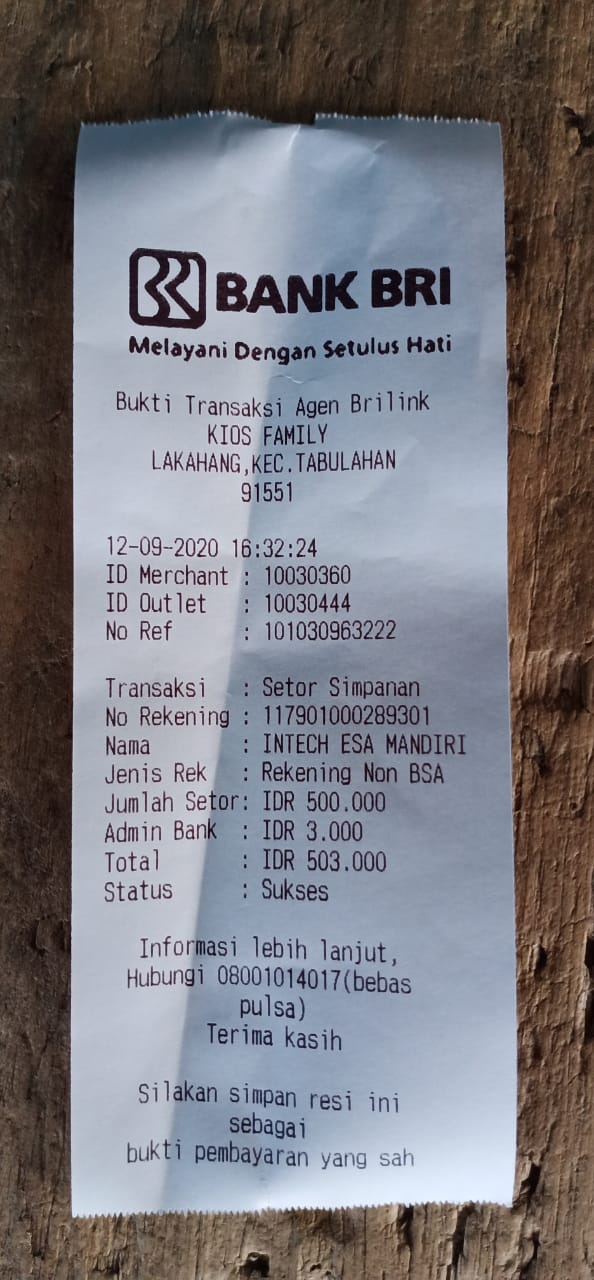 BANK BRI
Melayani Dengan Setulus Hati
Bukti Transaksi Agen Brilink
KIOS FAMILY
LAKAHANG,KEC.TABULAHAN
91551
12-09-2020 16:32:24
ID Merchant : 10030360
ID Outlet : 10030444
No Ref : 101030963222
Transaksi : Setor Simpanan
No Rekening : 117901000289301
Nama : INTECH ESA MANDIRI
Jenis Rek : Rekening Non BSA
Jumlah Setor: IDR 500.000
Admin Bank : IDR 3.000
Total : IDR 503.000
Status : Sukses
Informasi lebih lanjut,
Hubungi 08001014017(bebas
pulsa)
Terima kasih
Silakan simpan resi ini
sebagai
bukti pembayaran yang sah